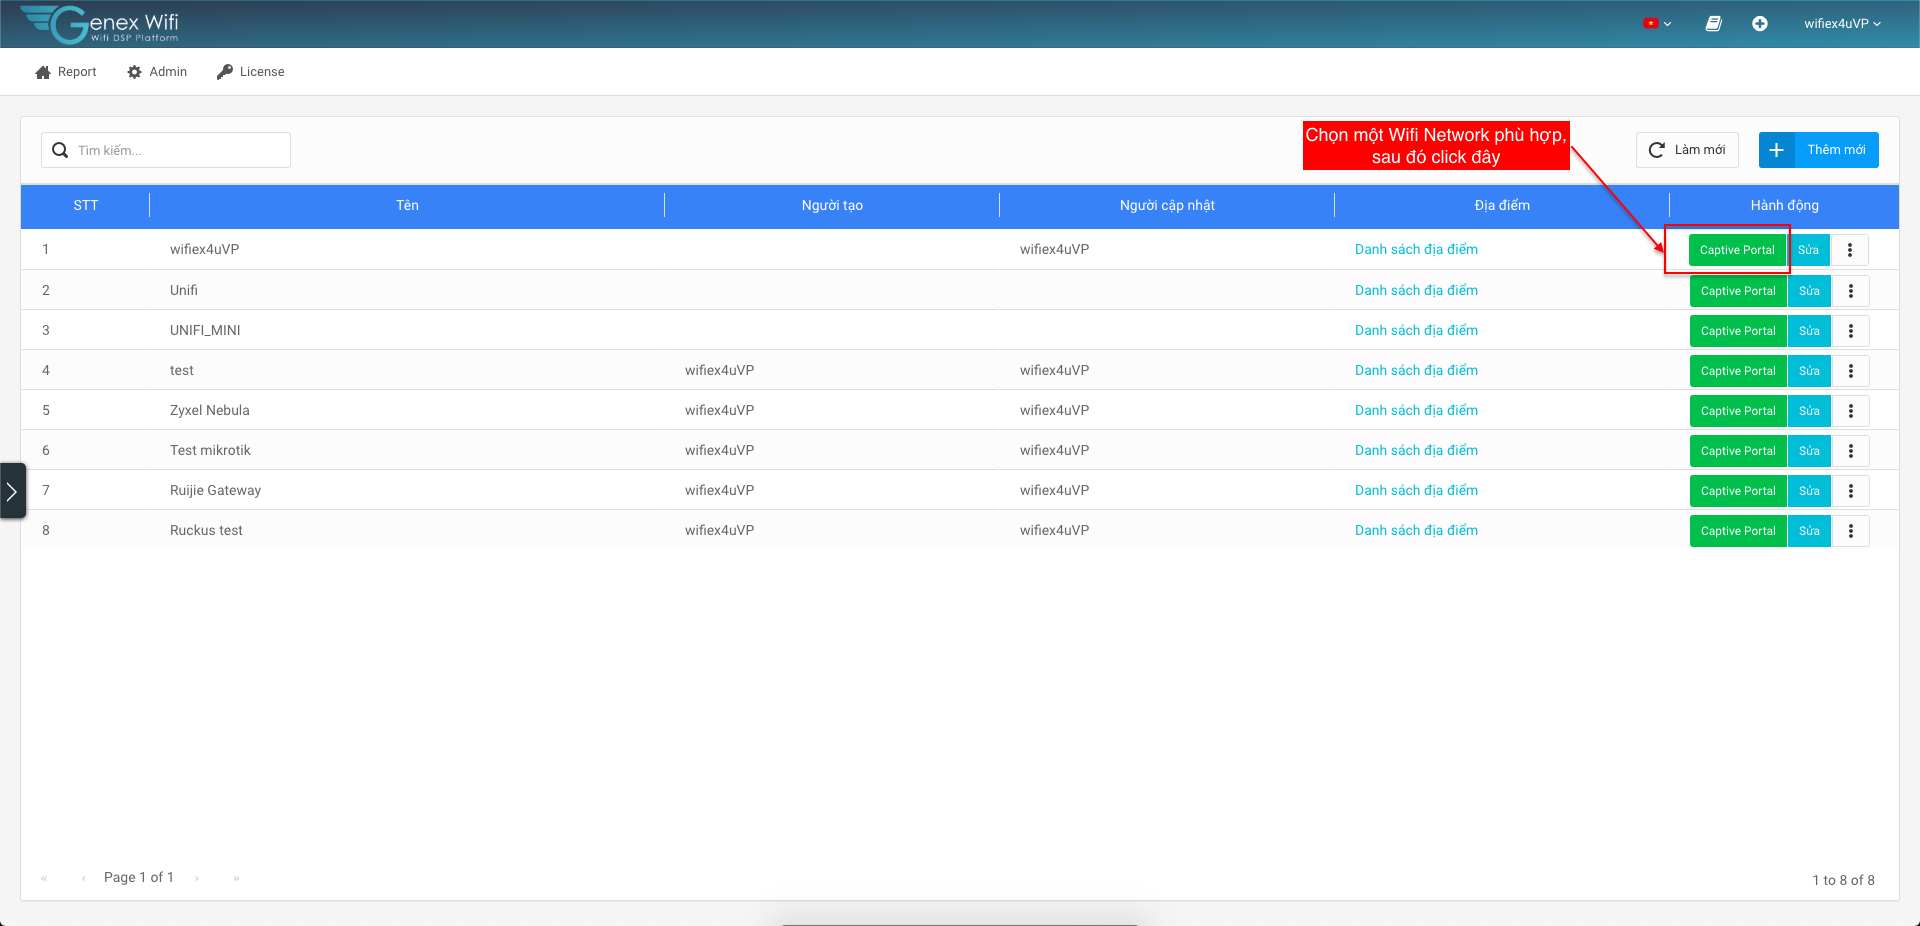 Genex Wifi
Wifi DSP Platform
wifiex4uVP
Report Admin License
Tìm kiếm...
Chọn một Wifi Network phù hợp,
sau đó click đây
Làm mới
Thêm mới
STT Tên Người tạo Người cập nhật Địa điểm Hành động
1 wifiex4uVP wifiex4uVP Danh sách địa điểm Captive Portal Sửa
2 Unifi Danh sách địa điểm Captive Portal Sửa
3 UNIFI_MINI Danh sách địa điểm Captive Portal Sửa
4 test wifiex4uVP wifiex4uVP Danh sách địa điểm Captive Portal Sửa
5 Zyxel Nebula wifiex4uVP wifiex4uVP Danh sách địa điểm Captive Portal Sửa
6 Test mikrotik wifiex4uVP wifiex4uVP Danh sách địa điểm Captive Portal Sửa
7 Ruijie Gateway wifiex4uVP wifiex4uVP Danh sách địa điểm Captive Portal Sửa
8 Ruckus test wifiex4uVP wifiex4uVP Danh sách địa điểm Captive Portal Sửa
« ‹ Page 1 of 1 › »
1 to 8 of 8